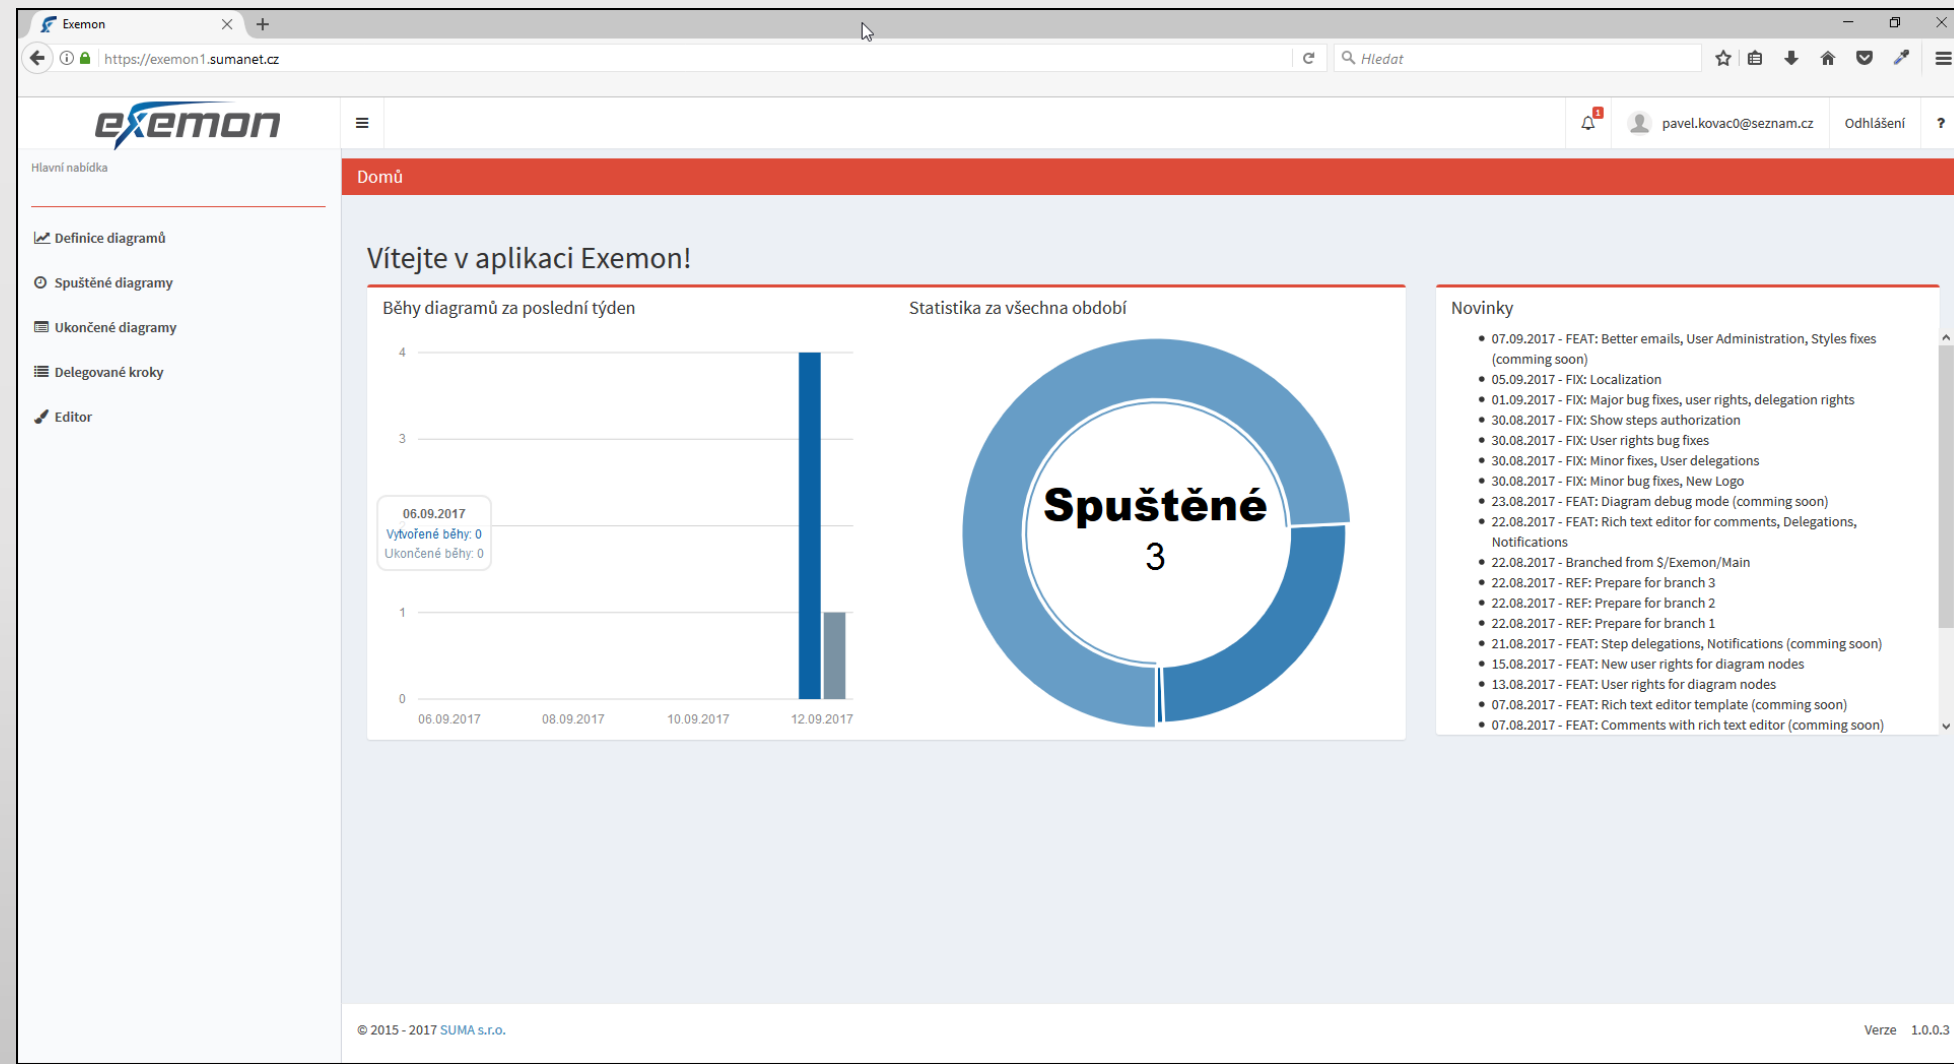 Exemon
https://exemon1.sumanet.cz
Hledat
exemon
1
pavel.kovac0@seznam.cz
Odhlášení
?
Hlavní nabídka
Domů
Definice diagramů
Spuštěné diagramy
Ukončené diagramy
Delegované kroky
Editor
Vítejte v aplikaci Exemon!
Běhy diagramů za poslední týden
4
3
2
1
0
06.09.2017
Vytvořené běhy: 0
Ukončené běhy: 0
06.09.2017
08.09.2017
10.09.2017
12.09.2017
Statistika za všechna období
Spuštěné
3
Novinky
07.09.2017 - FEAT: Better emails, User Administration, Styles fixes
(comming soon)
05.09.2017 - FIX: Localization
01.09.2017 - FIX: Major bug fixes, user rights, delegation rights
30.08.2017 - FIX: Show steps authorization
30.08.2017 - FIX: User rights bug fixes
30.08.2017 - FIX: Minor fixes, User delegations
30.08.2017 - FIX: Minor bug fixes, New Logo
23.08.2017 - FEAT: Diagram debug mode (comming soon)
22.08.2017 - FEAT: Rich text editor for comments, Delegations,
Notifications
22.08.2017 - Branched from $/Exemon/Main
22.08.2017 - REF: Prepare for branch 3
22.08.2017 - REF: Prepare for branch 2
22.08.2017 - REF: Prepare for branch 1
21.08.2017 - FEAT: Step delegations, Notifications (comming soon)
15.08.2017 - FEAT: New user rights for diagram nodes
13.08.2017 - FEAT: User rights for diagram nodes
07.08.2017 - FEAT: Rich text editor template (comming soon)
07.08.2017 - FEAT: Comments with rich text editor (comming soon)
© 2015 - 2017 SUMA s.r.o.
Verze 1.0.0.3